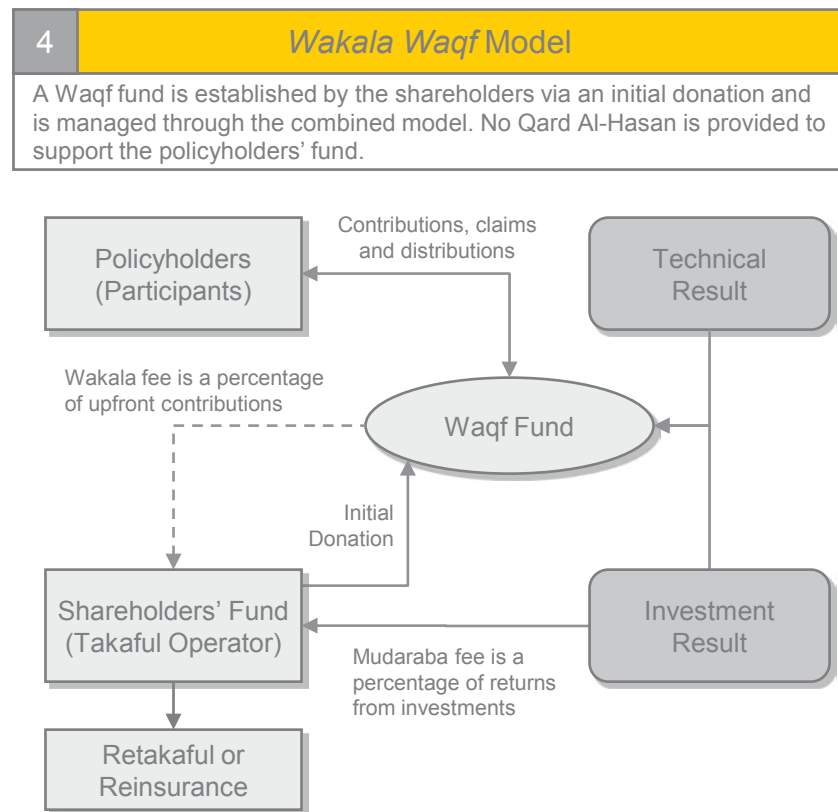 4
Wakala Waqf Model
A Waqf fund is established by the shareholders via an initial donation and
is managed through the combined model. No Qard Al-Hasan is provided to
support the policyholders’ fund.
Policyholders
(Participants)
Contributions, claims
and distributions
Technical
Result
Wakala fee is a percentage
of upfront contributions
Waqf Fund
Initial
Donation
Shareholders’ Fund
(Takaful Operator)
Investment
Result
Mudaraba fee is a
percentage of returns
from investments
Retakaful or
Reinsurance